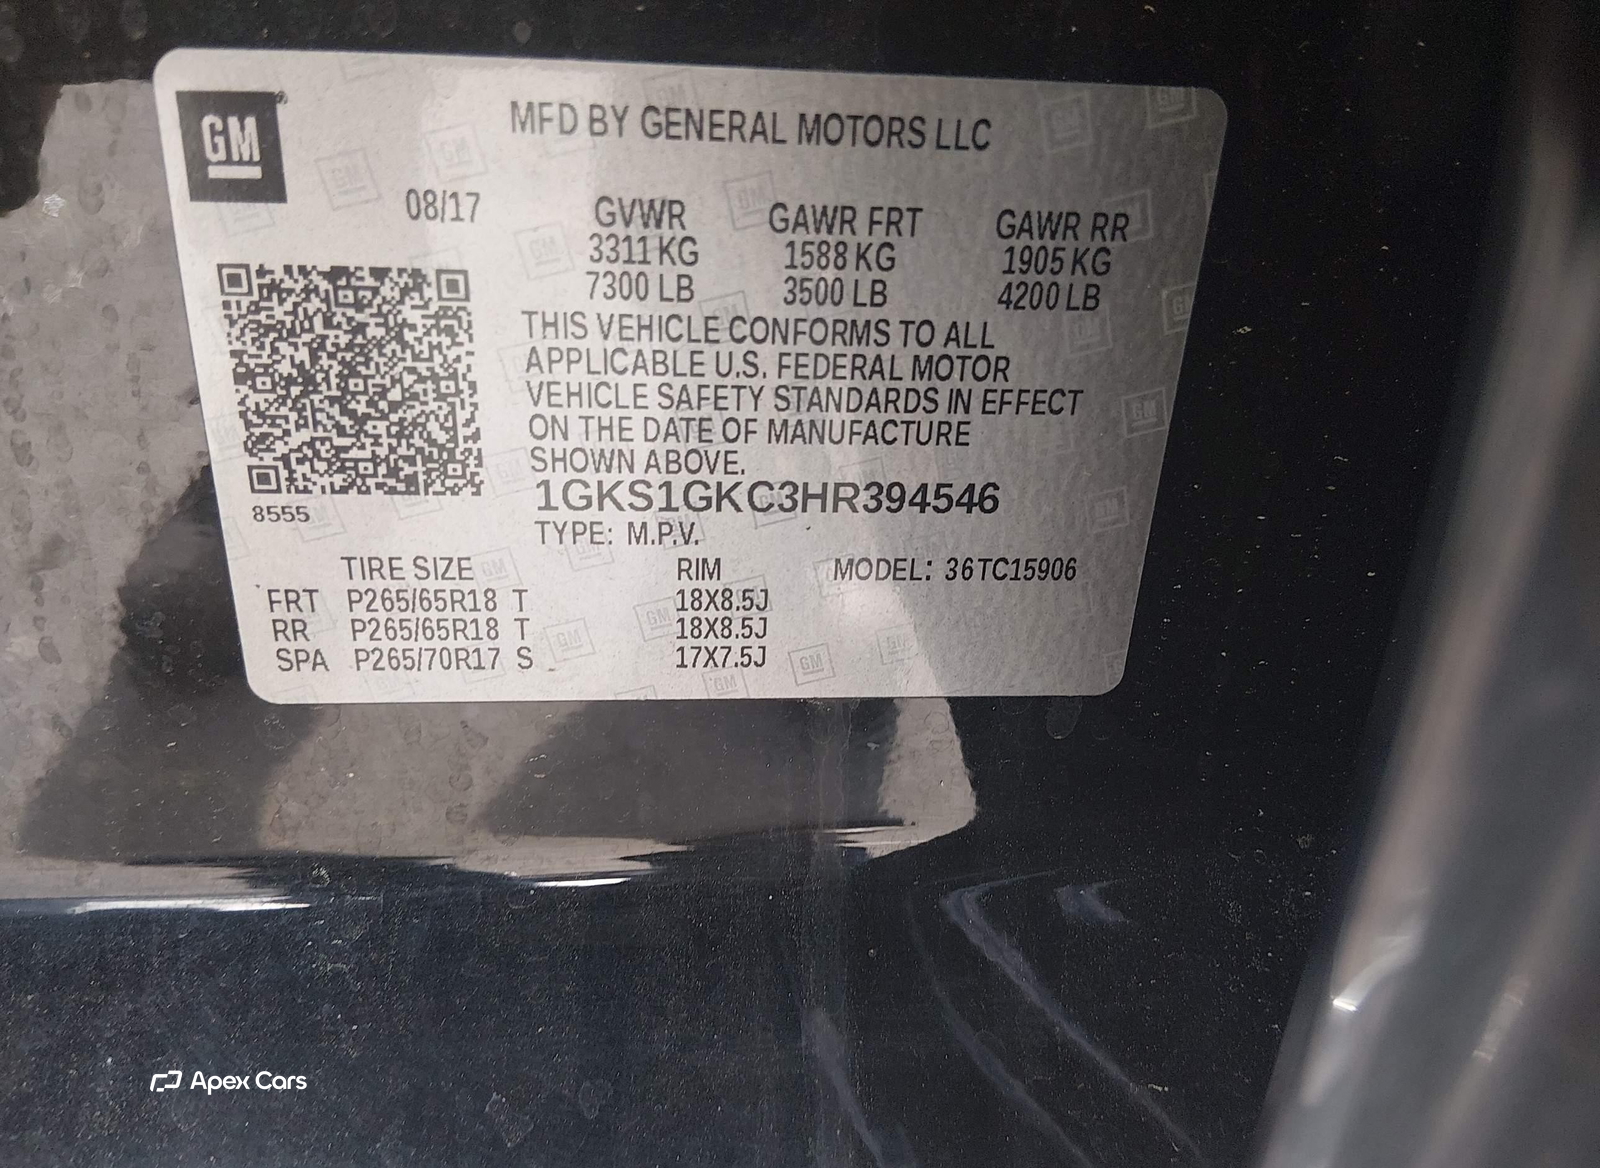 GM
MFD BY GENERAL MOTORS LLC
08/17
GVWR GAWR FRT GAWR RR
3311 KG 1588 KG 1905 KG
7300 LB 3500 LB 4200 LB
THIS VEHICLE CONFORMS TO ALL
APPLICABLE U.S. FEDERAL MOTOR
VEHICLE SAFETY STANDARDS IN EFFECT
ON THE DATE OF MANUFACTURE
SHOWN ABOVE.
1GKS1GKC3HR394546
8555
TYPE: M.P.V.
TIRE SIZE RIM MODEL: 36TC15906
FRT P265/65R18 T 18X8.5J
RR P265/65R18 T 18X8.5J
SPA P265/70R17 S 17X7.5J
Apex Cars